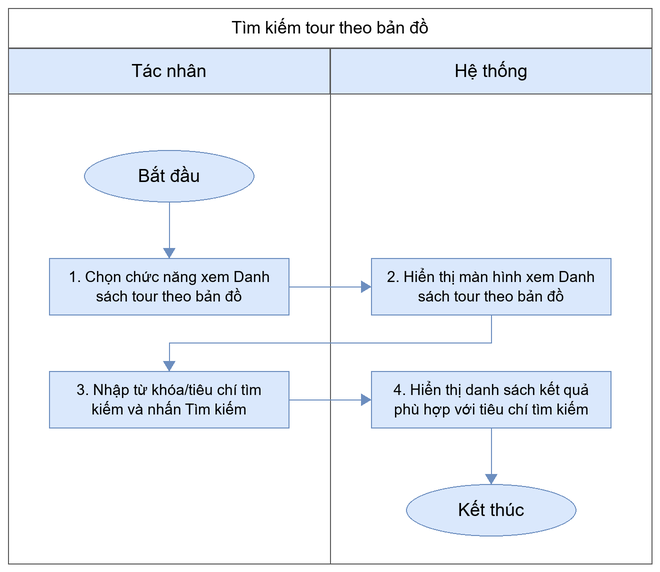 Tìm kiếm tour theo bản đồ
Tác nhân
Hệ thống
Bắt đầu
1. Chọn chức năng xem Danh
sách tour theo bản đồ
2. Hiển thị màn hình xem Danh
sách tour theo bản đồ
3. Nhập từ khóa/tiêu chí tìm
kiếm và nhấn Tìm kiếm
4. Hiển thị danh sách kết quả
phù hợp với tiêu chí tìm kiếm
Kết thúc